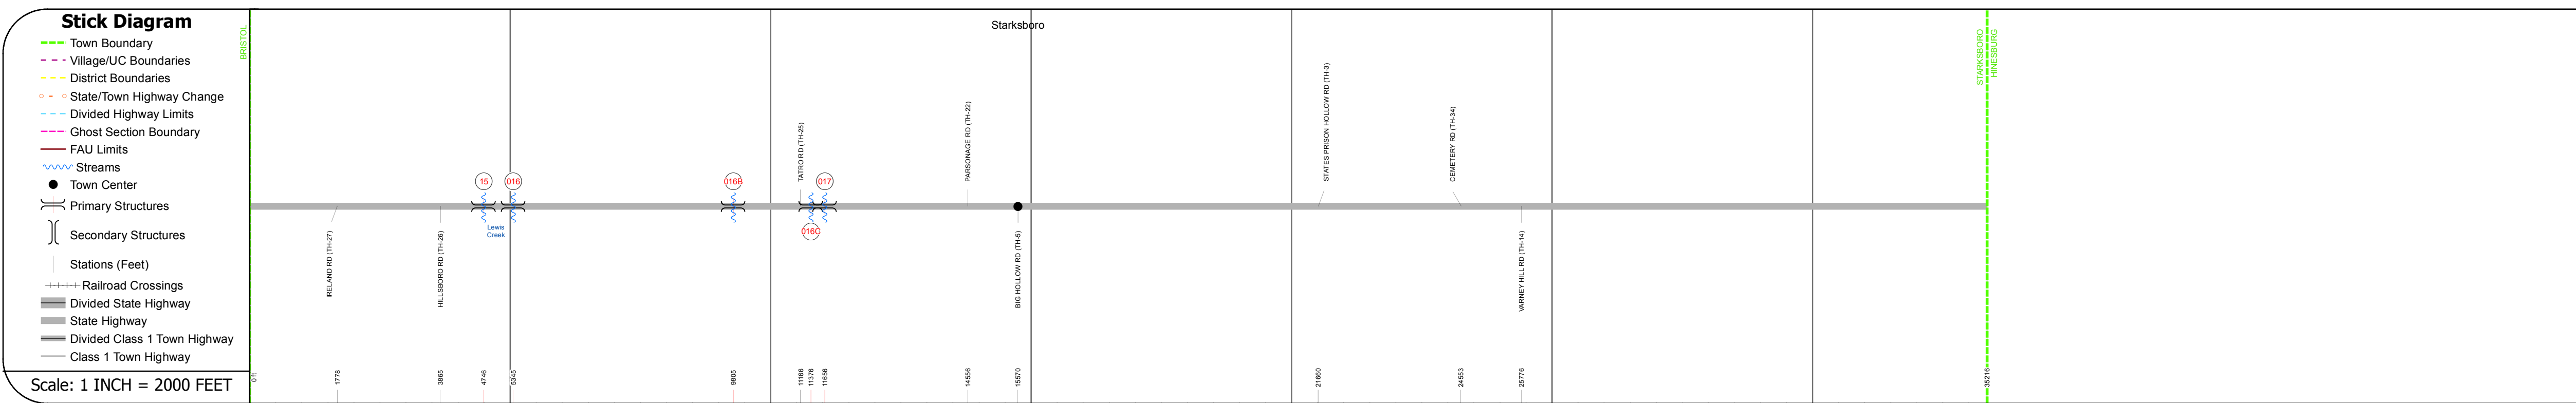 Stick Diagram
Town Boundary
Village/UC Boundaries
District Boundaries
State/Town Highway Change
Divided Highway Limits
Ghost Section Boundary
FAU Limits
Streams
Town Center
Primary Structures
Secondary Structures
Stations (Feet)
Railroad Crossings
Divided State Highway
State Highway
Divided Class 1 Town Highway
Class 1 Town Highway
Scale: 1 INCH = 2000 FEET
BRISTOL
Starksboro
STARKSBORO
HINESBURG
TATRO RD (TH-25)
PARSONAGE RD (TH-22)
STATES PRISON HOLLOW RD (TH-3)
CEMETERY RD (TH-34)
15
016
016B
017
016C
Lewis
Creek
IRELAND RD (TH-27)
HILLSBORO RD (TH-26)
BIG HOLLOW RD (TH-5)
VARNEY HILL RD (TH-14)
0 ft
1778
3865
4746
5345
9805
11166
11376
11656
14556
15570
21660
24553
25776
35216